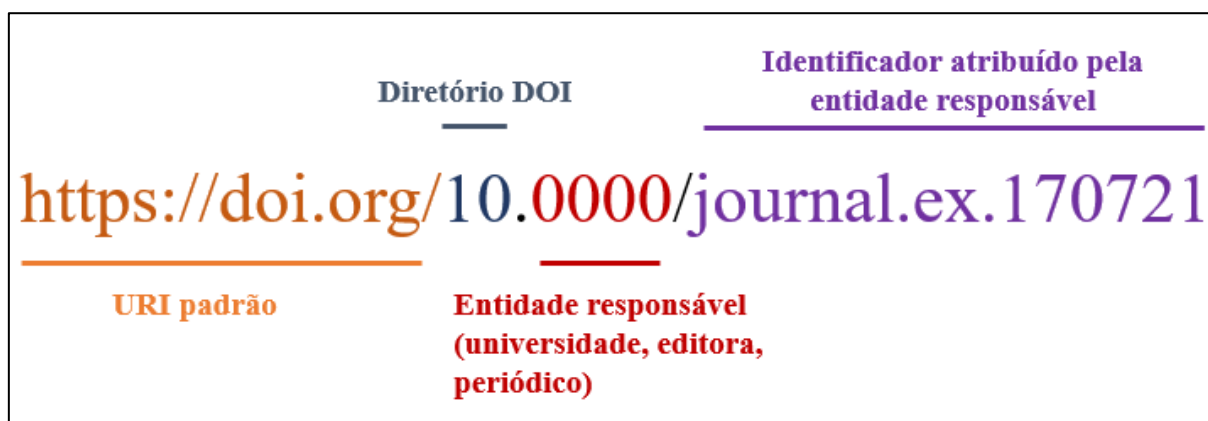 Identificador atribuído pela
entidade responsável
Diretório DOI
https://doi.org/10.0000/journal.ex.170721
URI padrão
Entidade responsável
(universidade, editora,
periódico)